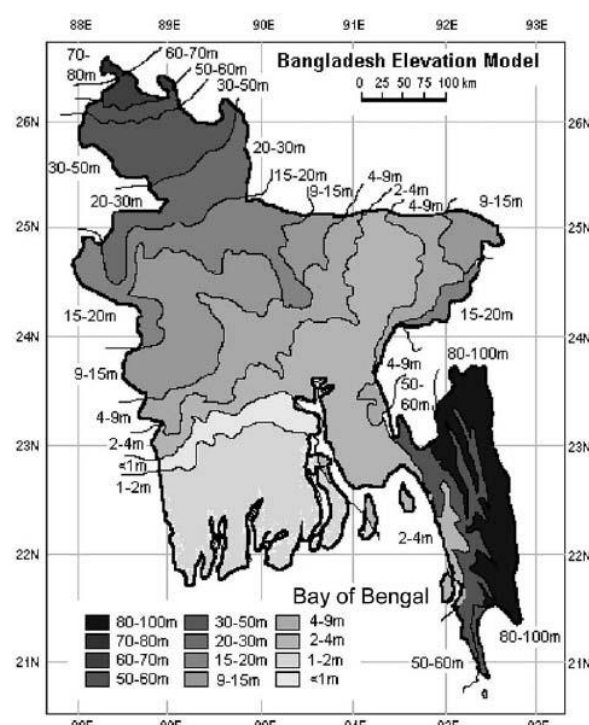 88E 89E 90E 91E 92E 93E
Bangladesh Elevation Model
0 25 50 75 100 km
70-
80m
60-70m
50-60m
30-50m
26N 26N
30-50m
20-30m
20-30m
15-20m
9-15m
4-9m
2-4m
4-9m
9-15m
25N 25N
15-20m
15-20m
24N 24N
9-15m
4-9m
50-
60m
80-100m
4-9m
2-4m
<1m
1-2m
23N 23N
22N 22N
2-4m
Bay of Bengal
80-100m
50-60m
21N 21N
80-100m 30-50m 4-9m
70-80m 20-30m 2-4m
60-70m 15-20m 1-2m
50-60m 9-15m <1m